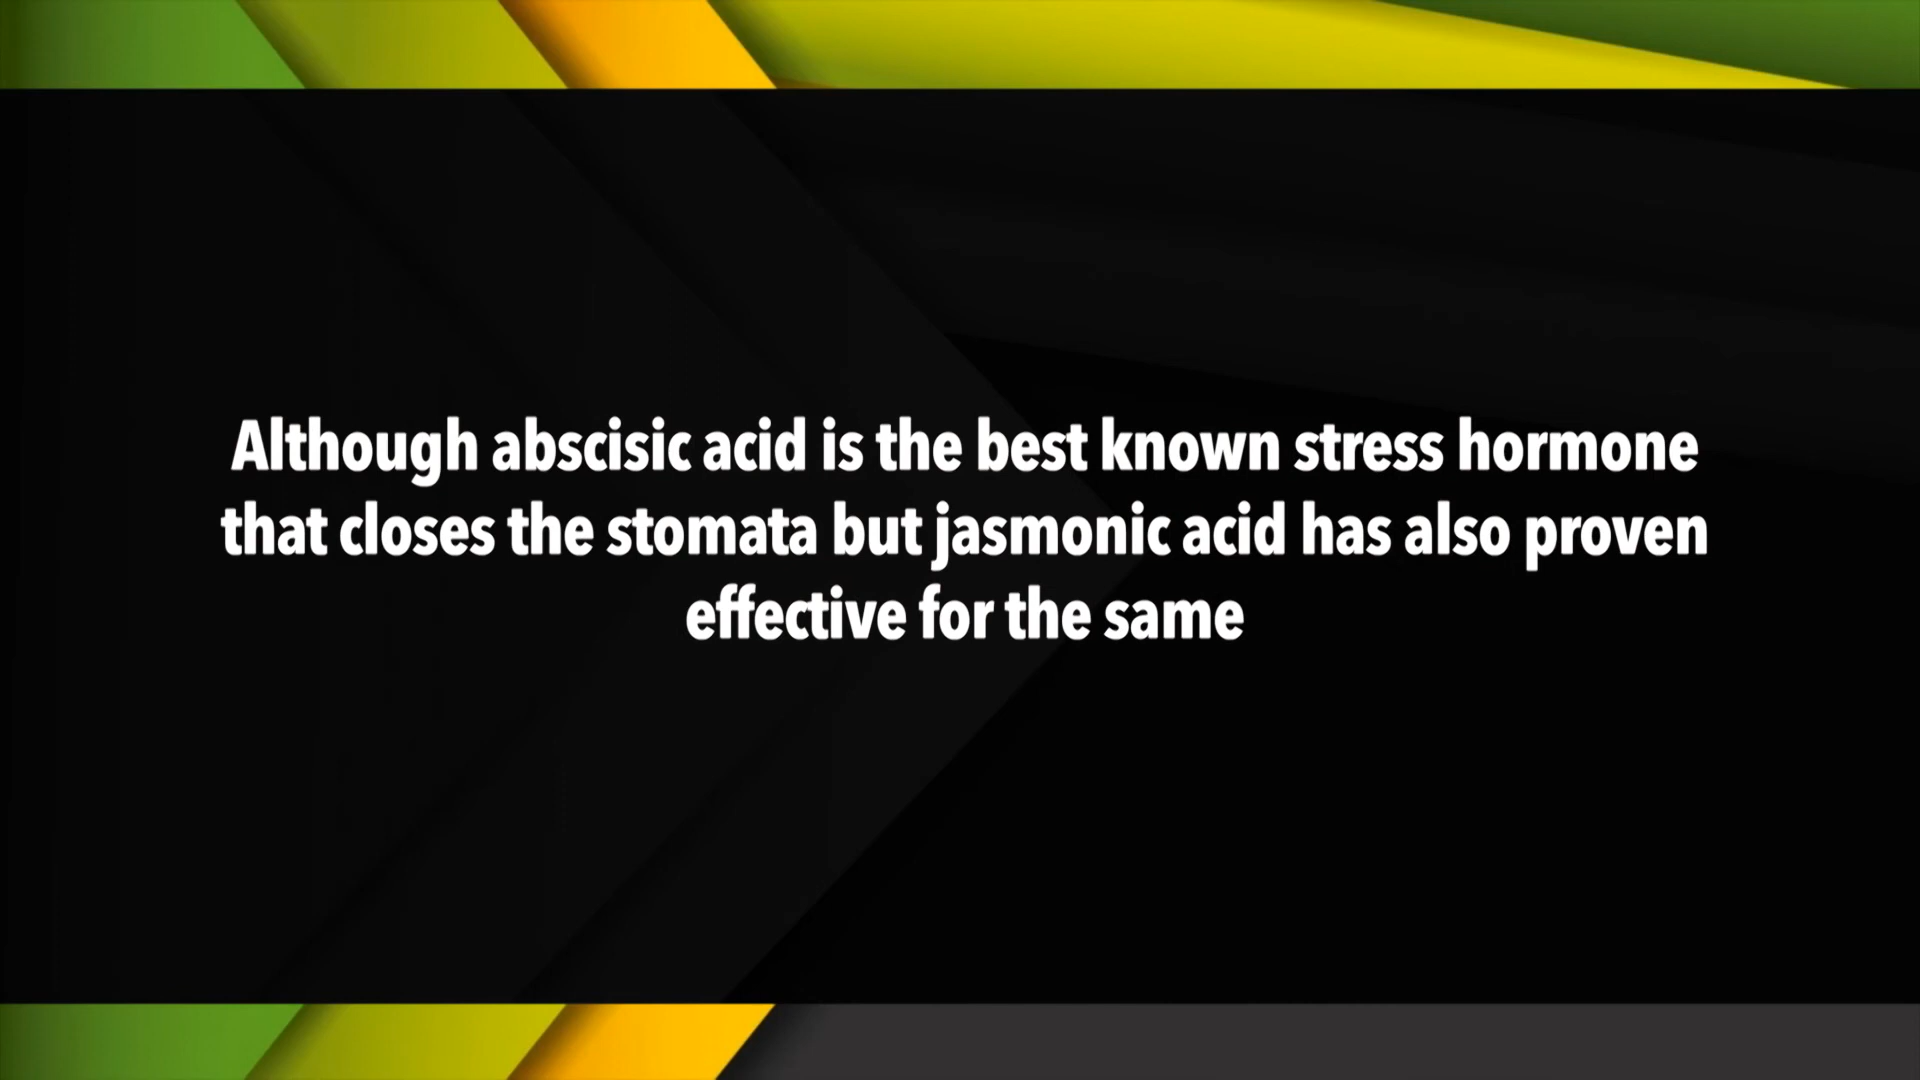 Although abscisic acid is the best known stress hormone
that closes the stomata but jasmonic acid has also proven
effective for the same